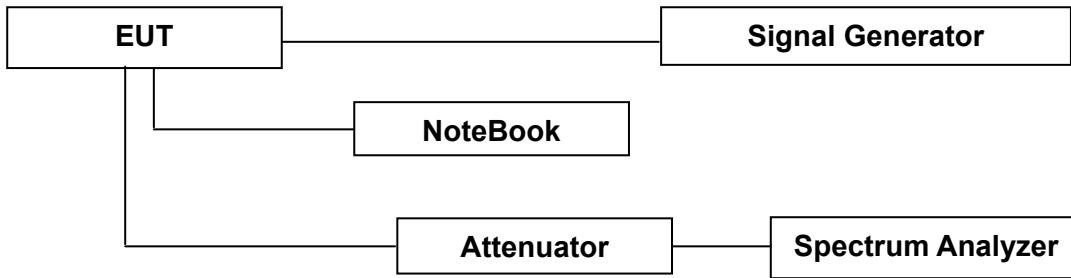 EUT
Signal Generator
NoteBook
Attenuator
Spectrum Analyzer